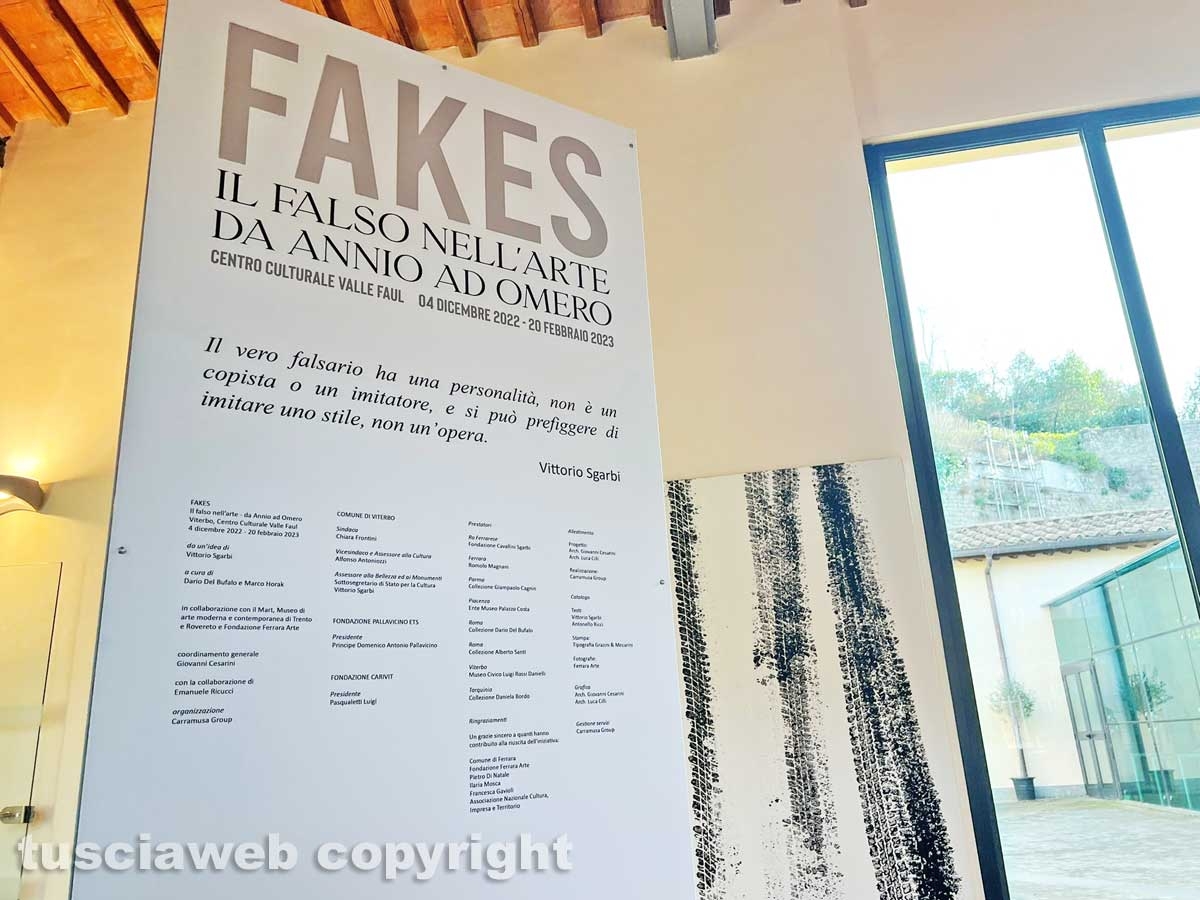 FAKES
IL FALSO NELL'ARTE
DA ANNIO AD OMERO
CENTRO CULTURALE VALLE FAUL 04 DICEMBRE 2022 - 20 FEBBRAIO 2023
Il vero falsario ha una personalità, non è un
copista o un imitatore, e si può prefiggere di
imitare uno stile, non un'opera.
Vittorio Sgarbi
FAKES
Il falso nell'arte - da Annio ad Omero
Viterbo, Centro Culturale Valle Faul
4 dicembre 2022 - 20 febbraio 2023
da un'idea di
Vittorio Sgarbi
a cura di
Dario Del Bufalo e Marco Horak
in collaborazione con il Mart, Museo di
arte moderna e contemporanea di Trento
e Rovereto e Fondazione Ferrara Arte
coordinamento generale
Giovanni Cesarini
con la collaborazione di
Emanuele Ricucci
organizzazione
Carramusa Group
COMUNE DI VITERBO
Sindaca
Chiara Frontini
Vicesindaco e Assessore alla Cultura
Alfonso Antoniozzi
Assessore alla Bellezza ed ai Monumenti
Sottosegretario di Stato per la Cultura
Vittorio Sgarbi
FONDAZIONE PALLAVICINO ETS
Presidente
Principe Domenico Antonio Pallavicino
FONDAZIONE CARIVIT
Presidente
Pasqualetti Luigi
Prestatori
Ro Ferrarese
Fondazione Cavallini Sgarbi
Ferrara
Romolo Magnani
Parma
Collezione Giampaolo Cagnin
Piacenza
Ente Museo Palazzo Costa
Roma
Collezione Dario Del Bufalo
Roma
Collezione Alberto Santi
Viterbo
Museo Civico Luigi Rossi Danielli
Tarquinia
Collezione Daniela Bordo
Ringraziamenti
Un grazie sincero a quanti hanno
contribuito alla riuscita dell'iniziativa:
Comune di Ferrara
Fondazione Ferrara Arte
Pietro Di Natale
Ilaria Mosca
Francesca Gavioli
Associazione Nazionale Cultura,
Impresa e Territorio
Allestimento
Progetto:
Arch. Giovanni Cesarini
Arch. Luca Cilli
Realizzazione:
Carramusa Group
Catalogo
Testi
Vittorio Sgarbi
Antonello Ricci
Stampa:
Tipografia Grazini & Mecarini
Fotografie:
Ferrara Arte
Grafica
Arch. Giovanni Cesarini
Arch. Luca Cilli
Gestione servizi
Carramusa Group
tusciaweb copyright